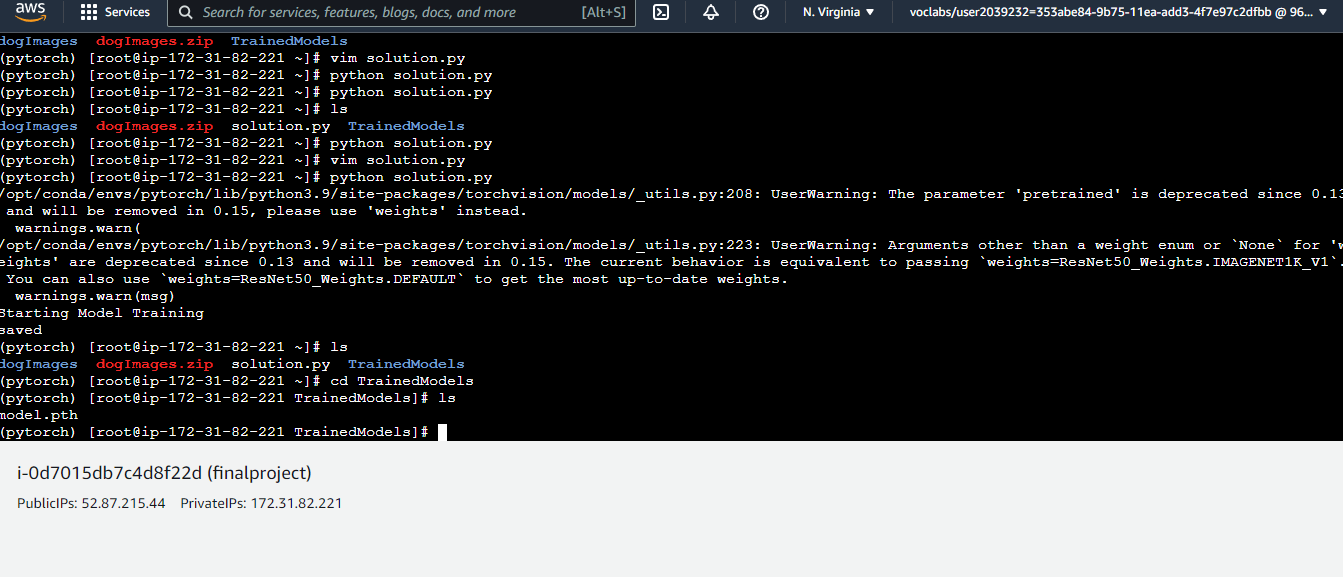 aws Services Search for services, features, blogs, docs, and more [Alt+S] N. Virginia ▼ voclabs/user2039232=353abe84-9b75-11ea-add3-4f7e97c2dfbb @ 96... ▼
dogImages dogImages.zip TrainedModels
(pytorch) [root@ip-172-31-82-221 ~]# vim solution.py
(pytorch) [root@ip-172-31-82-221 ~]# python solution.py
(pytorch) [root@ip-172-31-82-221 ~]# python solution.py
(pytorch) [root@ip-172-31-82-221 ~]# ls
dogImages dogImages.zip solution.py TrainedModels
(pytorch) [root@ip-172-31-82-221 ~]# python solution.py
(pytorch) [root@ip-172-31-82-221 ~]# vim solution.py
(pytorch) [root@ip-172-31-82-221 ~]# python solution.py
/opt/conda/envs/pytorch/lib/python3.9/site-packages/torchvision/models/_utils.py:208: UserWarning: The parameter 'pretrained' is deprecated since 0.13
and will be removed in 0.15, please use 'weights' instead.
warnings.warn(
/opt/conda/envs/pytorch/lib/python3.9/site-packages/torchvision/models/_utils.py:223: UserWarning: Arguments other than a weight enum or `None` for 'w
eights' are deprecated since 0.13 and will be removed in 0.15. The current behavior is equivalent to passing `weights=ResNet50_Weights.IMAGENET1K_V1`.
You can also use `weights=ResNet50_Weights.DEFAULT` to get the most up-to-date weights.
warnings.warn(msg)
Starting Model Training
saved
(pytorch) [root@ip-172-31-82-221 ~]# ls
dogImages dogImages.zip solution.py TrainedModels
(pytorch) [root@ip-172-31-82-221 ~]# cd TrainedModels
(pytorch) [root@ip-172-31-82-221 TrainedModels]# ls
model.pth
(pytorch) [root@ip-172-31-82-221 TrainedModels]#
i-0d7015db7c4d8f22d (finalproject)
PublicIPs: 52.87.215.44 PrivateIPs: 172.31.82.221